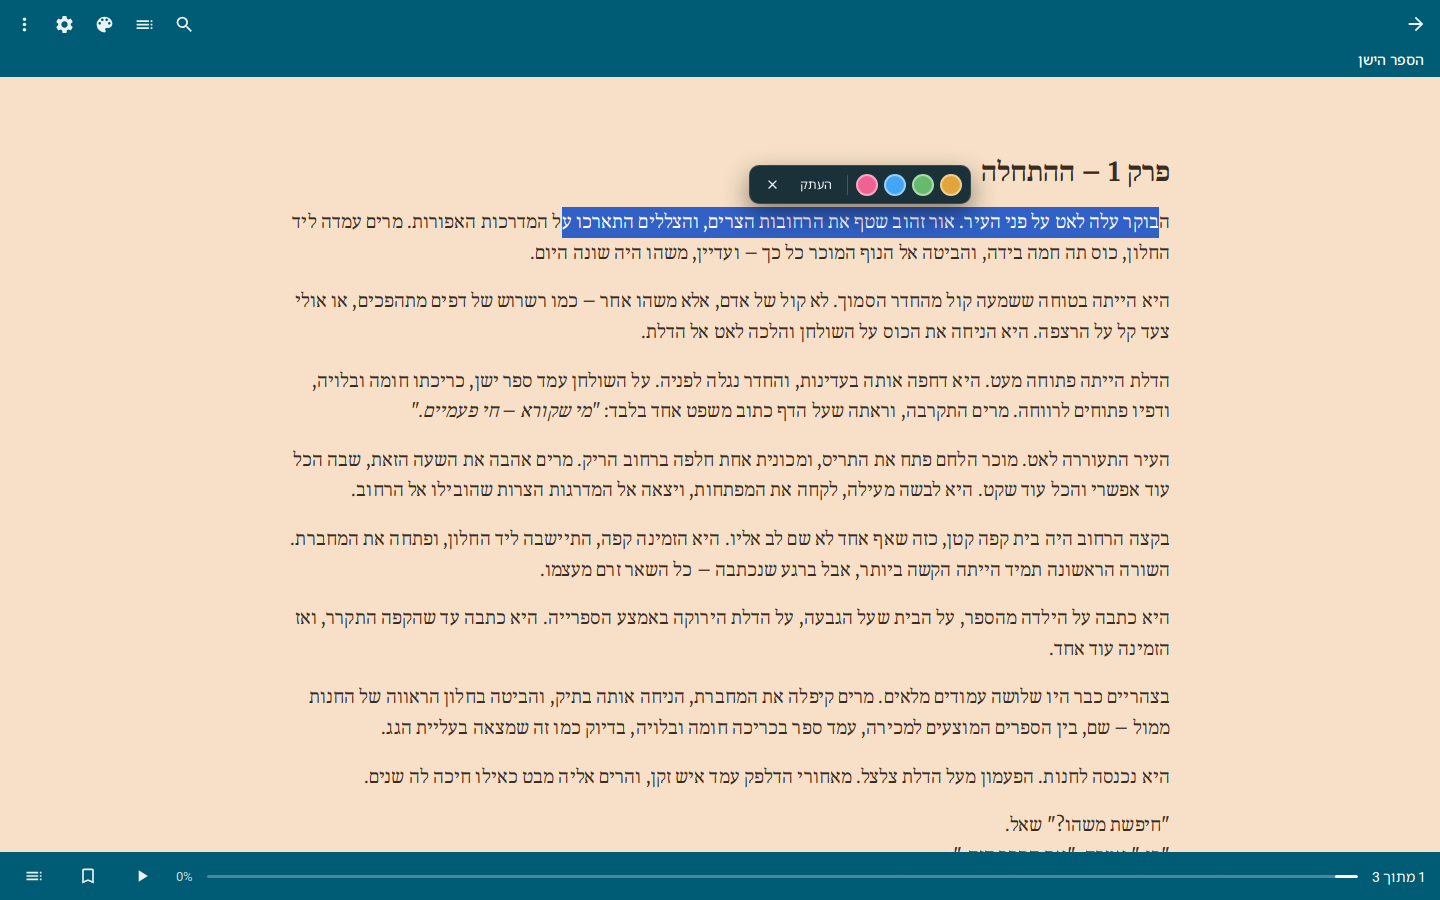 הספר הישן
פרק 1 – ההתחלה
העתק
הבוקר עלה לאט על פני העיר. אור זהוב שטף את הרחובות הצרים, והצללים התארכו על המדרכות האפורות. מרים עמדה ליד
החלון, כוס תה חמה בידה, והביטה אל הנוף המוכר כל כך – ועדיין, משהו היה שונה היום.
היא הייתה בטוחה ששמעה קול מהחדר הסמוך. לא קול של אדם, אלא משהו אחר – כמו רשרוש של דפים מתהפכים, או אולי
צעד קל על הרצפה. היא הניחה את הכוס על השולחן והלכה לאט אל הדלת.
הדלת הייתה פתוחה מעט. היא דחפה אותה בעדינות, והחדר נגלה לפניה. על השולחן עמד ספר ישן, כריכתו חומה ובלויה,
ודפיו פתוחים לרווחה. מרים התקרבה, וראתה שעל הדף כתוב משפט אחד בלבד: "מי שקורא – חי פעמיים."
העיר התעוררה לאט. מוכר הלחם פתח את התריס, ומכונית אחת חלפה ברחוב הריק. מרים אהבה את השעה הזאת, שבה הכל
עוד אפשרי והכל עוד שקט. היא לבשה מעילה, לקחה את המפתחות, ויצאה אל המדרגות הצרות שהובילו אל הרחוב.
בקצה הרחוב היה בית קפה קטן, כזה שאף אחד לא שם לב אליו. היא הזמינה קפה, התיישבה ליד החלון, ופתחה את המחברת.
השורה הראשונה תמיד הייתה הקשה ביותר, אבל ברגע שנכתבה – כל השאר זרם מעצמו.
היא כתבה על הילדה מהספר, על הבית שעל הגבעה, על הדלת הירוקה באמצע הספרייה. היא כתבה עד שהקפה התקרר, ואז
הזמינה עוד אחד.
בצהריים כבר היו שלושה עמודים מלאים. מרים קיפלה את המחברת, הניחה אותה בתיק, והביטה בחלון הראווה של החנות
ממול – שם, בין הספרים המוצעים למכירה, עמד ספר בכריכה חומה ובלויה, בדיוק כמו זה שמצאה בעליית הגג.
היא נכנסה לחנות. הפעמון מעל הדלת צלצל. מאחורי הדלפק עמד איש זקן, והרים אליה מבט כאילו חיכה לה שנים.
"חיפשת משהו?" שאל.
1 מתוך 3
0%